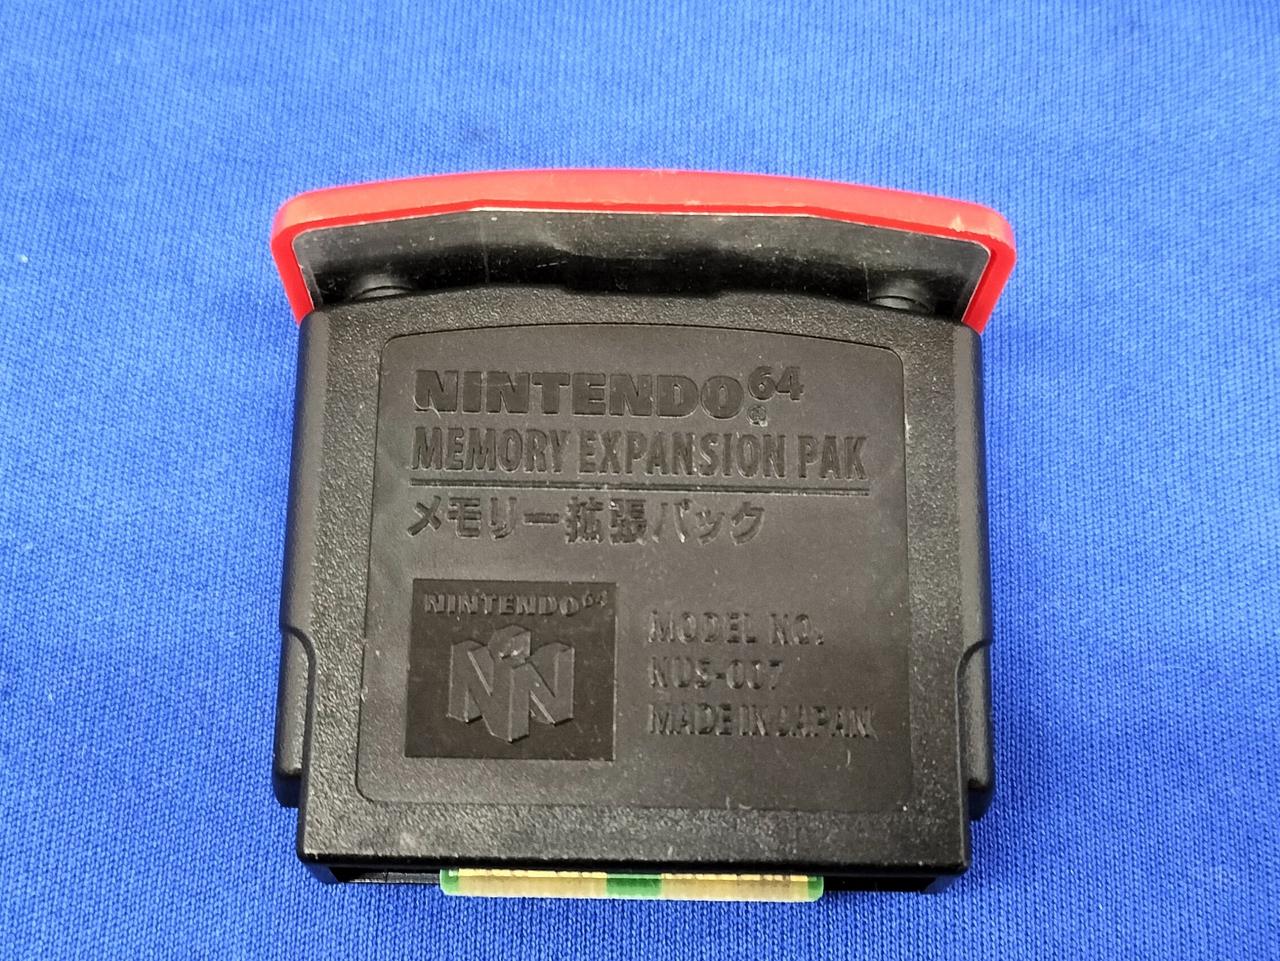 NINTENDO64®
MEMORY EXPANSION PAK
メモリー拡張パック
NINTENDO64
MODEL NO.
NUS-007
MADE IN JAPAN